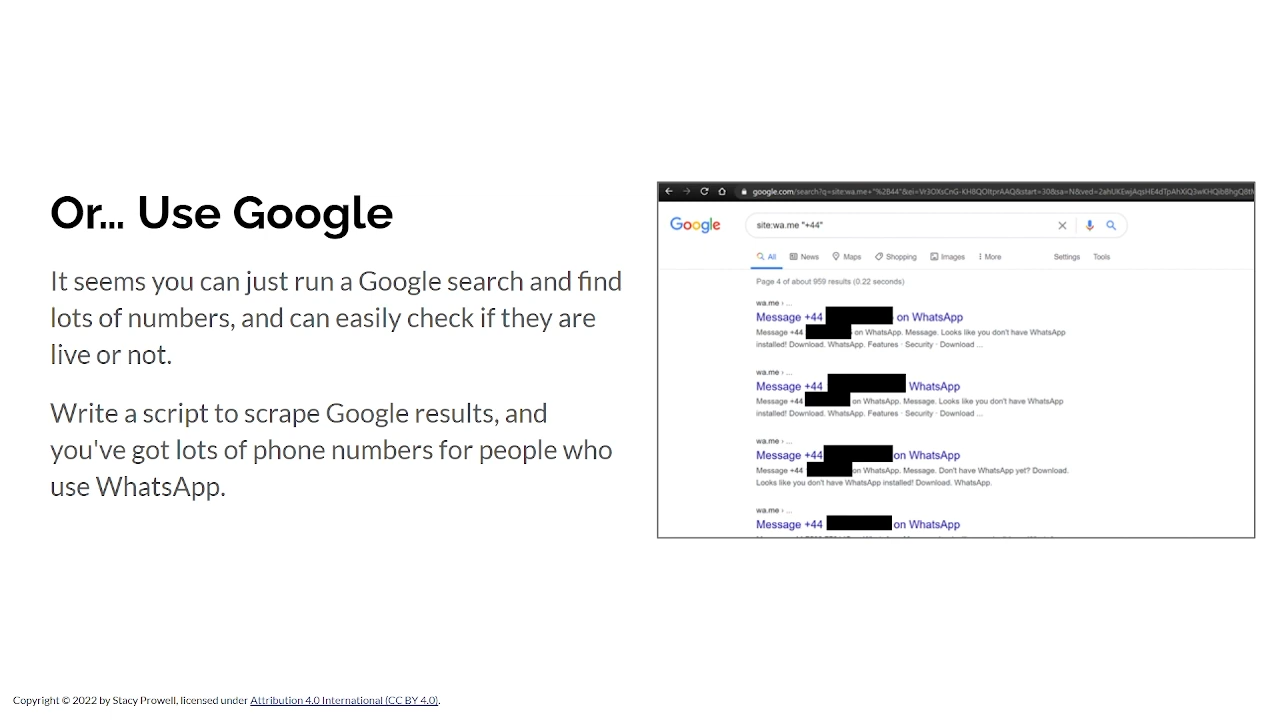 Or... Use Google
It seems you can just run a Google search and find
lots of numbers, and can easily check if they are
live or not.
Write a script to scrape Google results, and
you've got lots of phone numbers for people who
use WhatsApp.
Google
site:wa.me "+44"
All News Maps Shopping Images More Settings Tools
Page 4 of about 959 results (0.22 seconds)
wa.me › ...
Message +44 on WhatsApp
Message +44 on WhatsApp. Message. Looks like you don't have WhatsApp
installed! Download. WhatsApp. Features · Security · Download ...
wa.me › ...
Message +44 WhatsApp
Message +44 on WhatsApp. Message. Looks like you don't have WhatsApp
installed! Download. WhatsApp. Features · Security · Download ...
wa.me › ...
Message +44 on WhatsApp
Message +44 on WhatsApp. Message. Don't have WhatsApp yet? Download.
Looks like you don't have WhatsApp installed! Download. WhatsApp.
wa.me › ...
Message +44 on WhatsApp
Copyright © 2022 by Stacy Prowell, licensed under Attribution 4.0 International (CC BY 4.0).